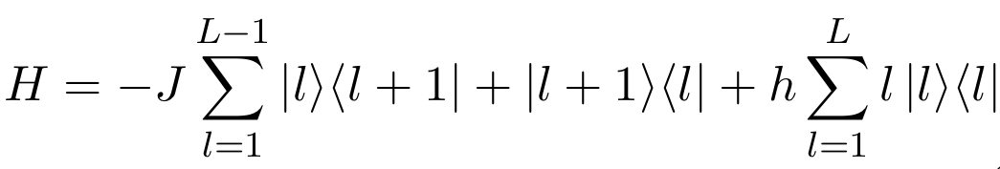 H = -J \sum_{l=1}^{L-1} |l\rangle\langle l+1| + |l+1\rangle\langle l| + h \sum_{l=1}^{L} l\, |l\rangle\langle l|